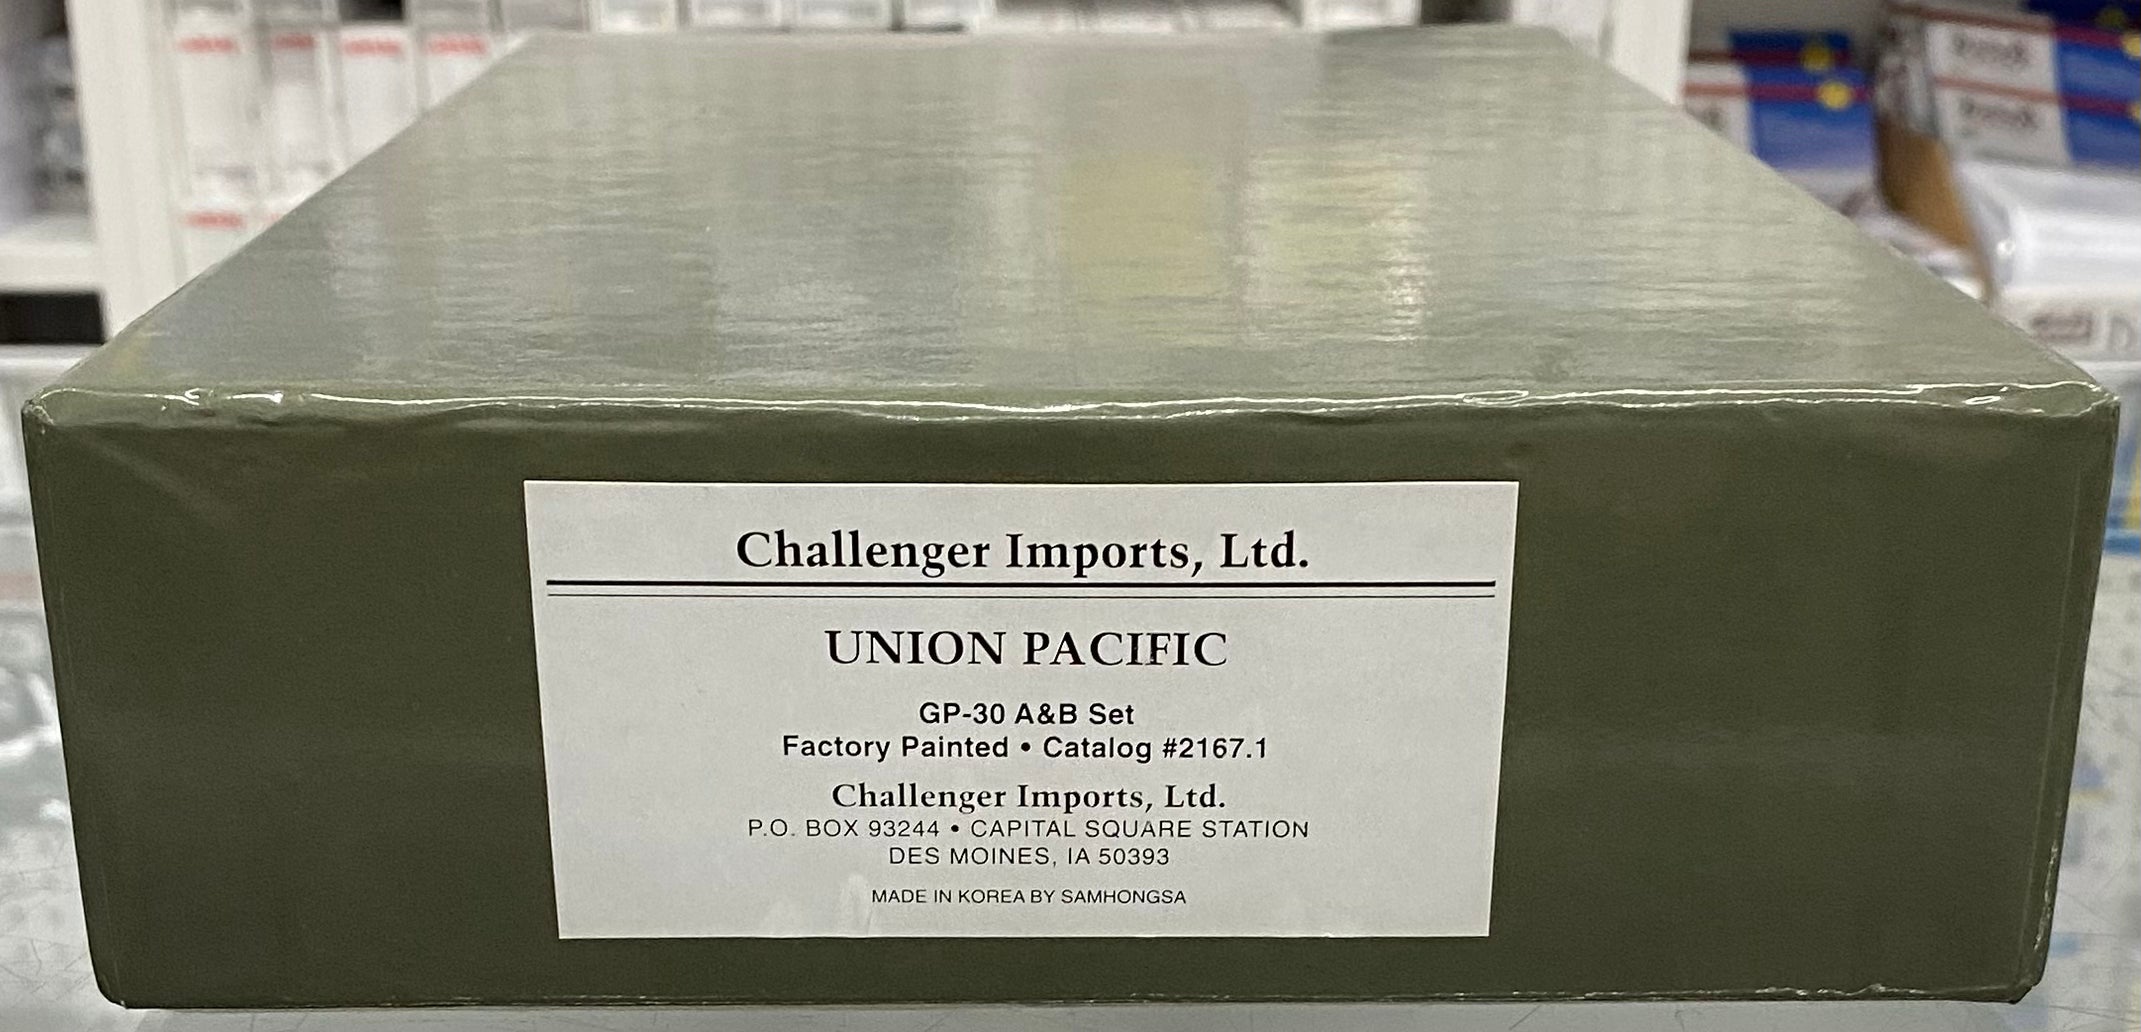 Challenger Imports, Ltd.
UNION PACIFIC
GP-30 A&B Set
Factory Painted • Catalog #2167.1
Challenger Imports, Ltd.
P.O. BOX 93244 • CAPITAL SQUARE STATION
DES MOINES, IA 50393
MADE IN KOREA BY SAMHONGSA